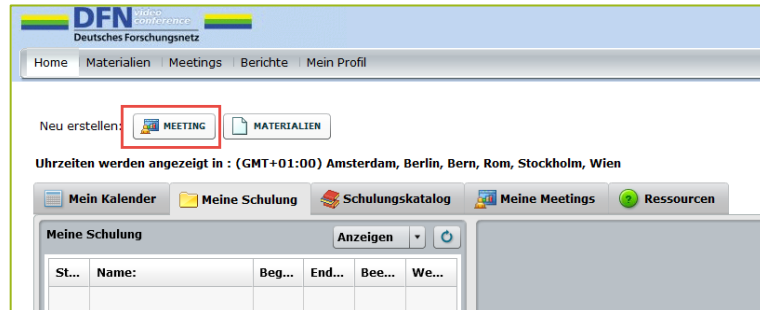 DFN video conference
Deutsches Forschungsnetz
Home Materialien Meetings Berichte Mein Profil
Neu erstellen: MEETING MATERIALIEN
Uhrzeiten werden angezeigt in : (GMT+01:00) Amsterdam, Berlin, Bern, Rom, Stockholm, Wien
Mein Kalender Meine Schulung Schulungskatalog Meine Meetings ? Ressourcen
Meine Schulung Anzeigen
St... Name: Beg... End... Bee... We...